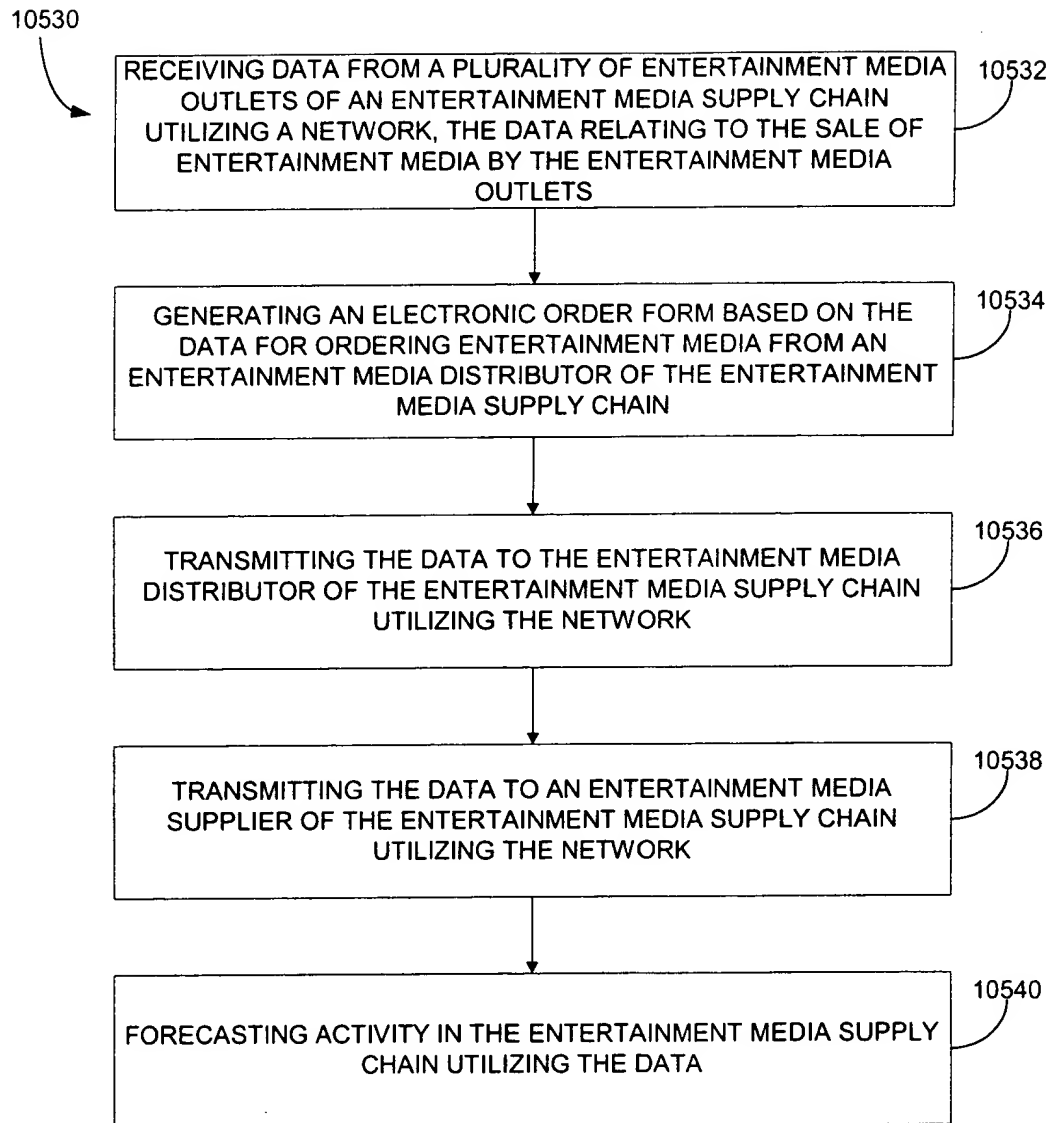 10530
RECEIVING DATA FROM A PLURALITY OF ENTERTAINMENT MEDIA
OUTLETS OF AN ENTERTAINMENT MEDIA SUPPLY CHAIN
UTILIZING A NETWORK, THE DATA RELATING TO THE SALE OF
ENTERTAINMENT MEDIA BY THE ENTERTAINMENT MEDIA
OUTLETS
10532
GENERATING AN ELECTRONIC ORDER FORM BASED ON THE
DATA FOR ORDERING ENTERTAINMENT MEDIA FROM AN
ENTERTAINMENT MEDIA DISTRIBUTOR OF THE ENTERTAINMENT
MEDIA SUPPLY CHAIN
10534
TRANSMITTING THE DATA TO THE ENTERTAINMENT MEDIA
DISTRIBUTOR OF THE ENTERTAINMENT MEDIA SUPPLY CHAIN
UTILIZING THE NETWORK
10536
TRANSMITTING THE DATA TO AN ENTERTAINMENT MEDIA
SUPPLIER OF THE ENTERTAINMENT MEDIA SUPPLY CHAIN
UTILIZING THE NETWORK
10538
FORECASTING ACTIVITY IN THE ENTERTAINMENT MEDIA SUPPLY
CHAIN UTILIZING THE DATA
10540